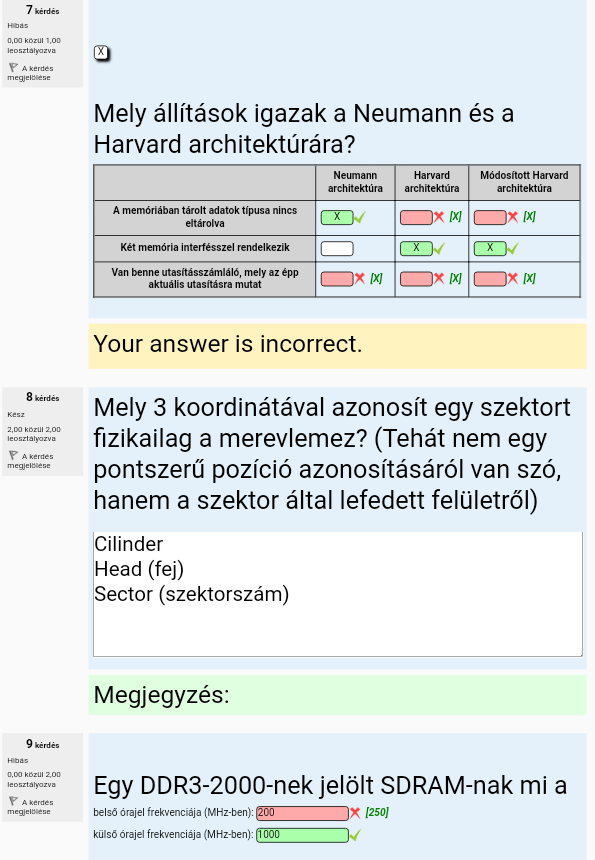 7 kérdés
Hibás
0,00 közül 1,00
leosztályozva
A kérdés
megjelölése
X
Mely állítások igazak a Neumann és a
Harvard architektúrára?
Neumann architektúra
Harvard architektúra
Módosított Harvard architektúra
A memóriában tárolt adatok típusa nincs eltárolva
X
[X]
[X]
Két memória interfésszel rendelkezik
X
X
Van benne utasításszámláló, mely az épp aktuális utasításra mutat
[X]
[X]
[X]
Your answer is incorrect.
8 kérdés
Kész
2,00 közül 2,00
leosztályozva
A kérdés
megjelölése
Mely 3 koordinátával azonosít egy szektort
fizikailag a merevlemez? (Tehát nem egy
pontszerű pozíció azonosításáról van szó,
hanem a szektor által lefedett felületről)
Cilinder
Head (fej)
Sector (szektorszám)
Megjegyzés:
9 kérdés
Hibás
0,00 közül 2,00
leosztályozva
A kérdés
megjelölése
Egy DDR3-2000-nek jelölt SDRAM-nak mi a
belső órajel frekvenciája (MHz-ben): 200 [250]
külső órajel frekvenciája (MHz-ben): 1000